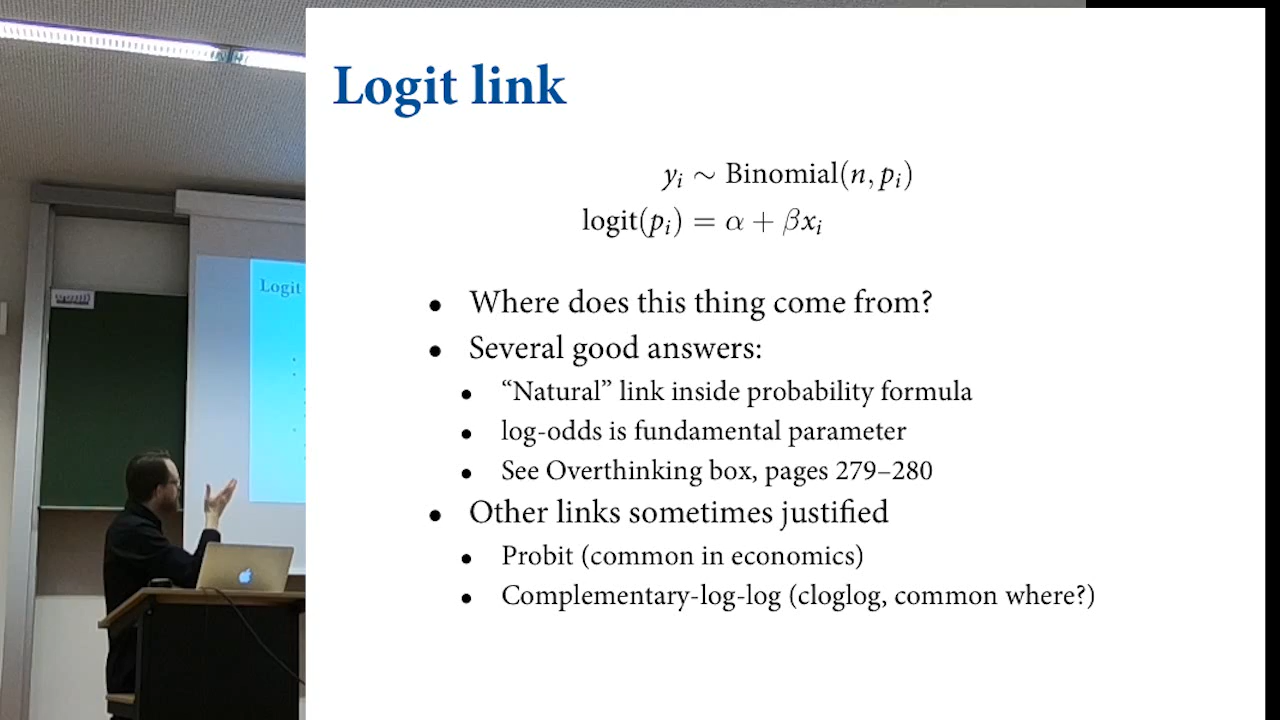 Logit link
yᵢ ∼ Binomial(n, pᵢ)
logit(pᵢ) = α + βxᵢ
• Where does this thing come from?
• Several good answers:
• “Natural” link inside probability formula
• log-odds is fundamental parameter
• See Overthinking box, pages 279–280
• Other links sometimes justified
• Probit (common in economics)
• Complementary-log-log (cloglog, common where?)
Logit